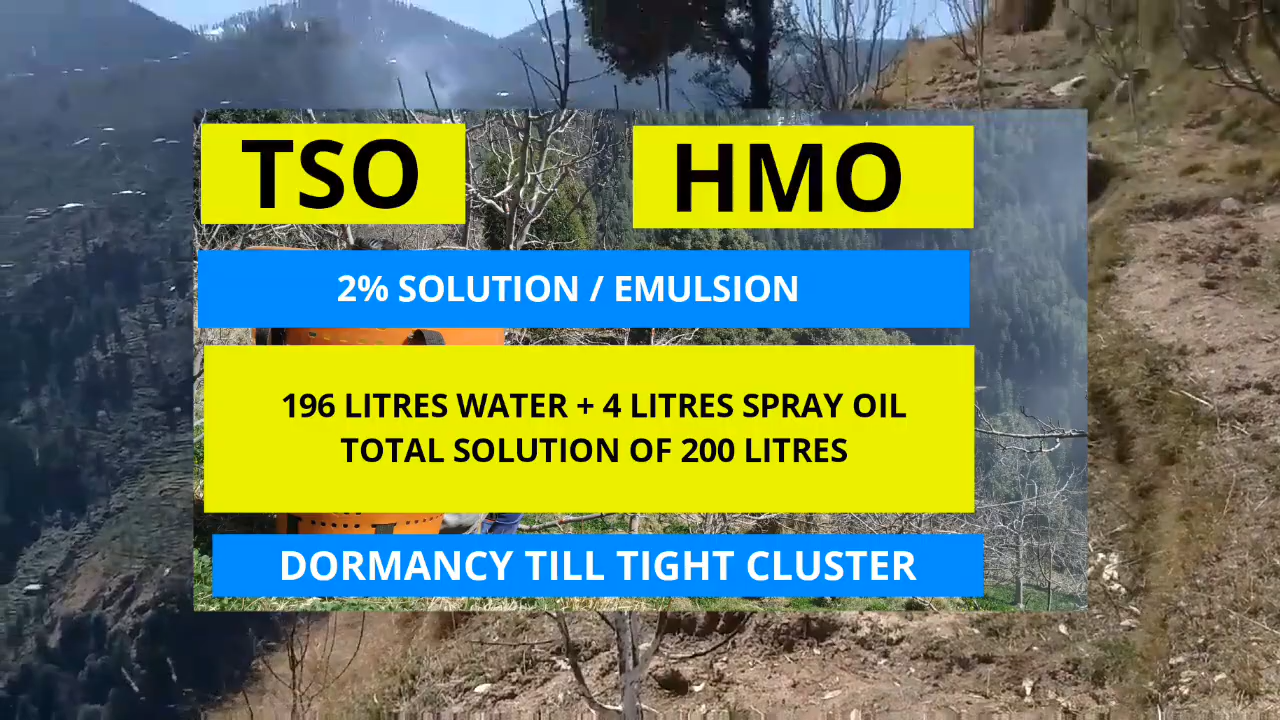 TSO
HMO
2% SOLUTION / EMULSION
196 LITRES WATER + 4 LITRES SPRAY OIL
TOTAL SOLUTION OF 200 LITRES
DORMANCY TILL TIGHT CLUSTER